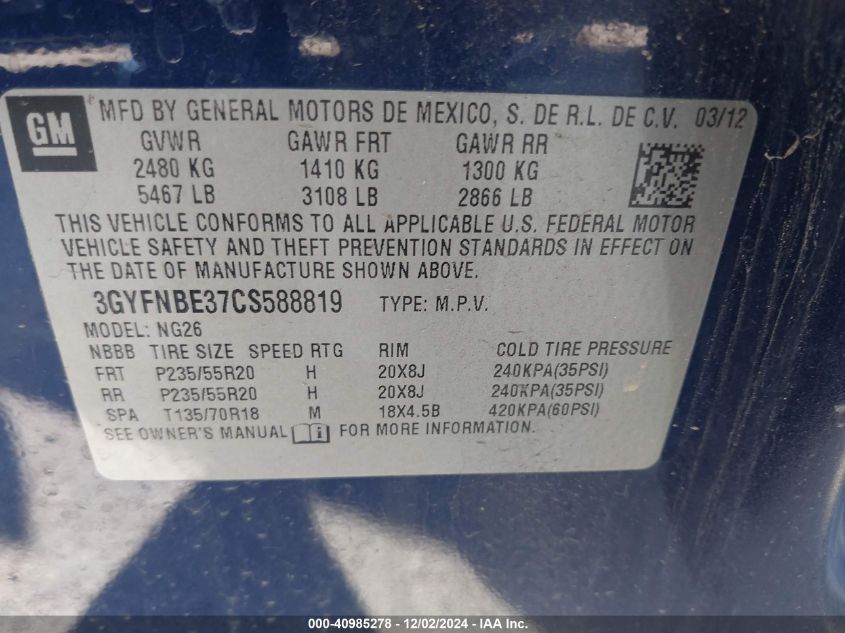 GM
MFD BY GENERAL MOTORS DE MEXICO, S. DE R.L. DE C.V. 03/12
GVWR GAWR FRT GAWR RR
2480 KG 1410 KG 1300 KG
5467 LB 3108 LB 2866 LB
THIS VEHICLE CONFORMS TO ALL APPLICABLE U.S. FEDERAL MOTOR
VEHICLE SAFETY AND THEFT PREVENTION STANDARDS IN EFFECT ON
THE DATE OF MANUFACTURE SHOWN ABOVE.
3GYFNBE37CS588819 TYPE: M.P.V.
MODEL: NG26
NBBB TIRE SIZE SPEED RTG RIM COLD TIRE PRESSURE
FRT P235/55R20 H 20X8J 240KPA(35PSI)
RR P235/55R20 H 20X8J 240KPA(35PSI)
SPA T135/70R18 M 18X4.5B 420KPA(60PSI)
SEE OWNER'S MANUAL FOR MORE INFORMATION.
000-40985278 - 12/02/2024 - IAA Inc.